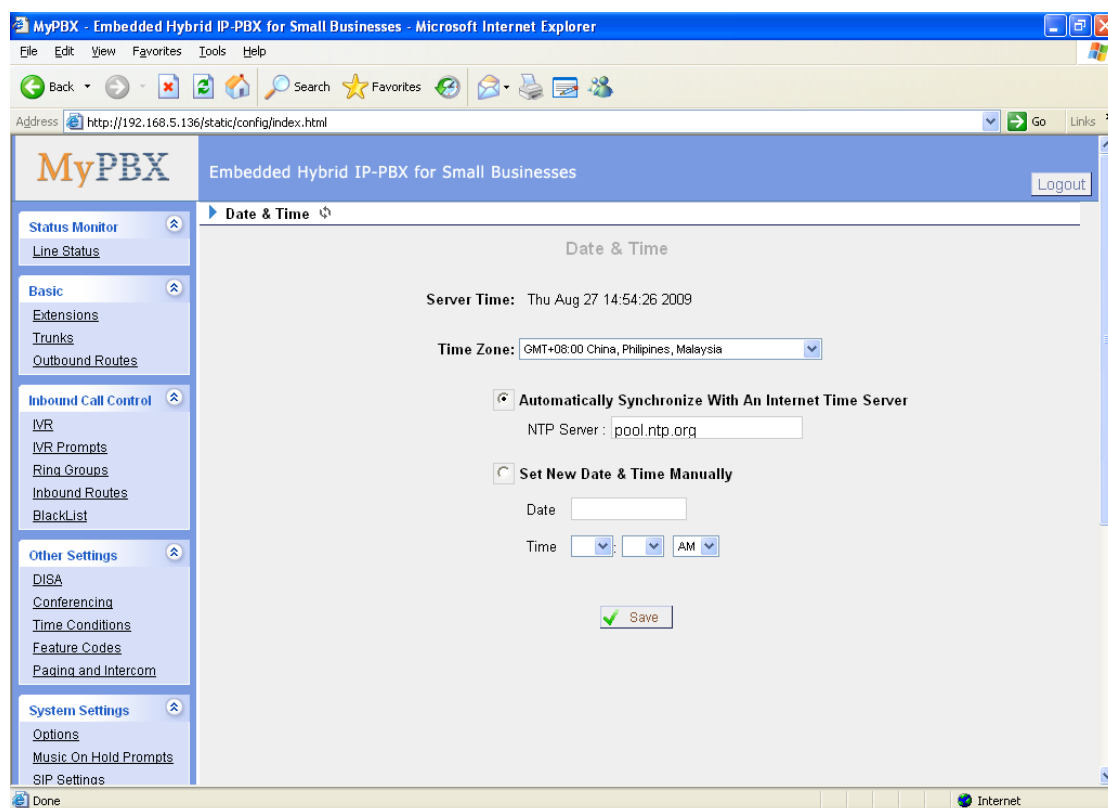 MyPBX - Embedded Hybrid IP-PBX for Small Businesses - Microsoft Internet Explorer
File Edit View Favorites Tools Help
Back Search Favorites
Address http://192.168.5.136/static/config/index.html Go Links
MyPBX
Embedded Hybrid IP-PBX for Small Businesses
Logout
Status Monitor
Line Status
Basic
Extensions
Trunks
Outbound Routes
Inbound Call Control
IVR
IVR Prompts
Ring Groups
Inbound Routes
BlackList
Other Settings
DISA
Conferencing
Time Conditions
Feature Codes
Paging and Intercom
System Settings
Options
Music On Hold Prompts
SIP Settings
Date & Time
Date & Time
Server Time: Thu Aug 27 14:54:26 2009
Time Zone: GMT+08:00 China, Philipines, Malaysia
Automatically Synchronize With An Internet Time Server
NTP Server : pool.ntp.org
Set New Date & Time Manually
Date
Time : AM
Save
Done Internet